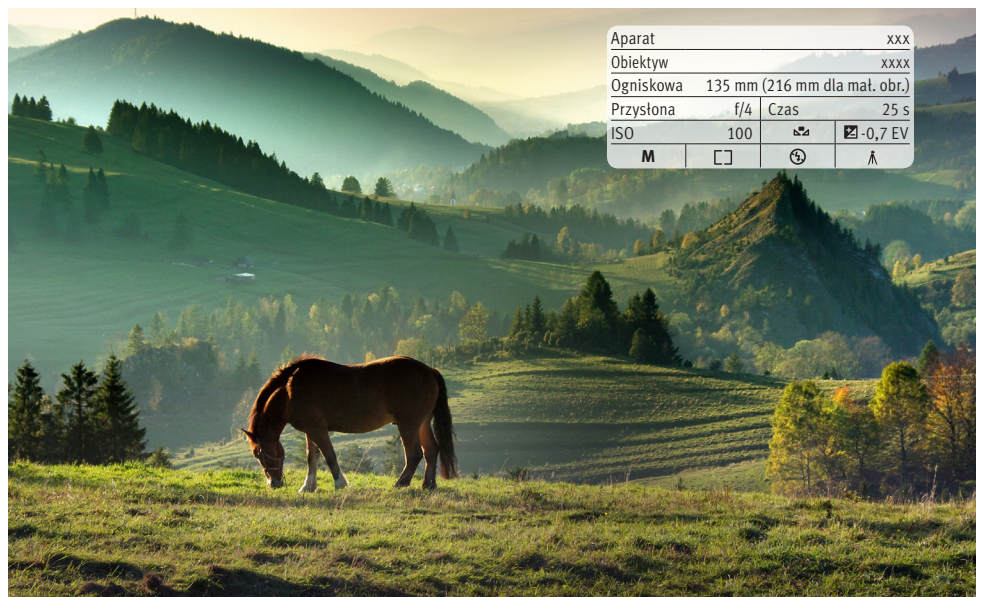 Aparat xxx
Obiektyw xxxx
Ogniskowa 135 mm (216 mm dla mał. obr.)
Przysłona f/4 Czas 25 s
ISO 100 -0,7 EV
M